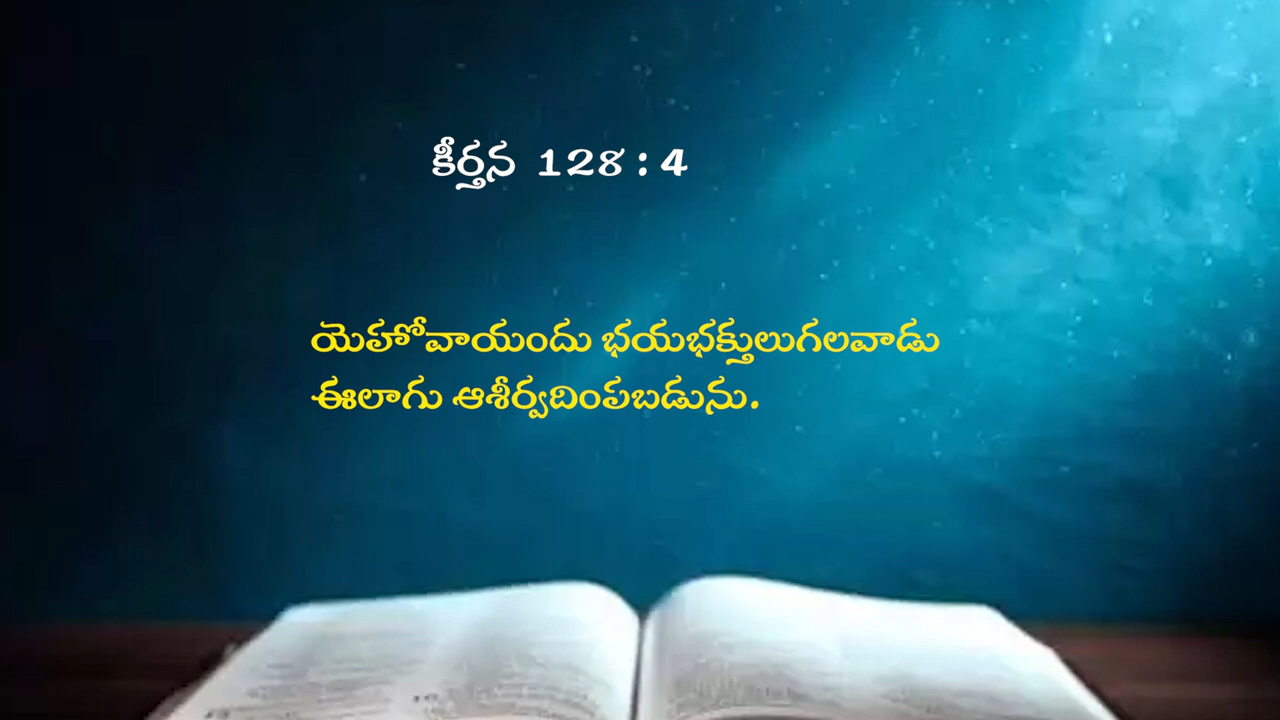 కీర్తన 128 : 4
యెహోవాయందు భయభక్తులుగలవాడు
ఈలాగు ఆశీర్వదింపబడును.